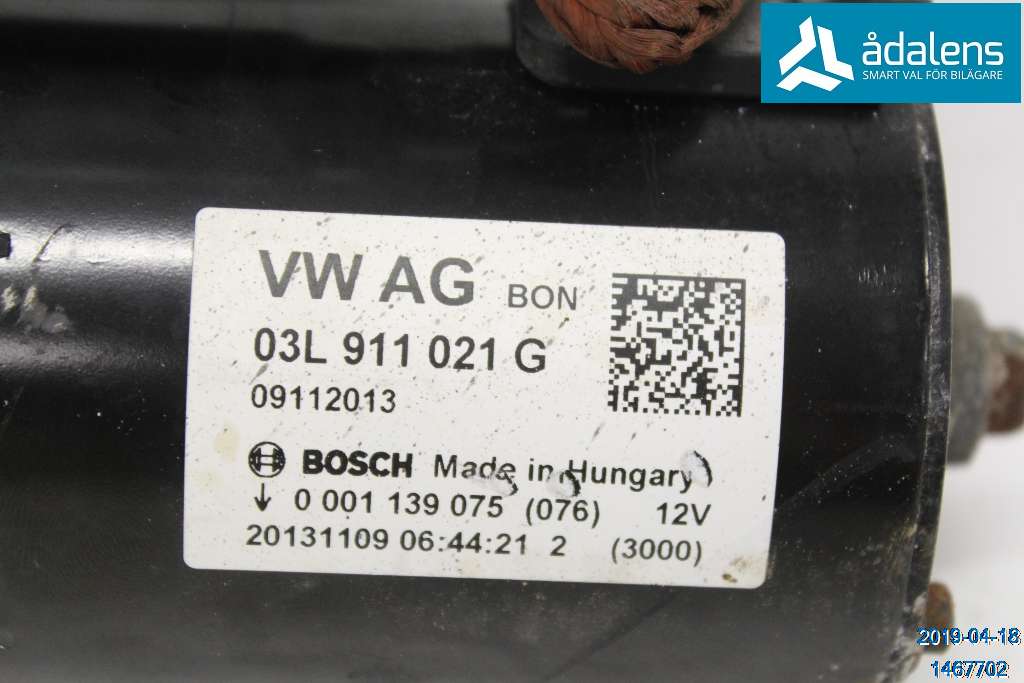 ådalens
SMART VAL FÖR BILÄGARE
VW AG BON
03L 911 021 G
09112013
BOSCH Made in Hungary
0 001 139 075 (076) 12V
20131109 06:44:21 2 (3000)
2019-04-18
1467702